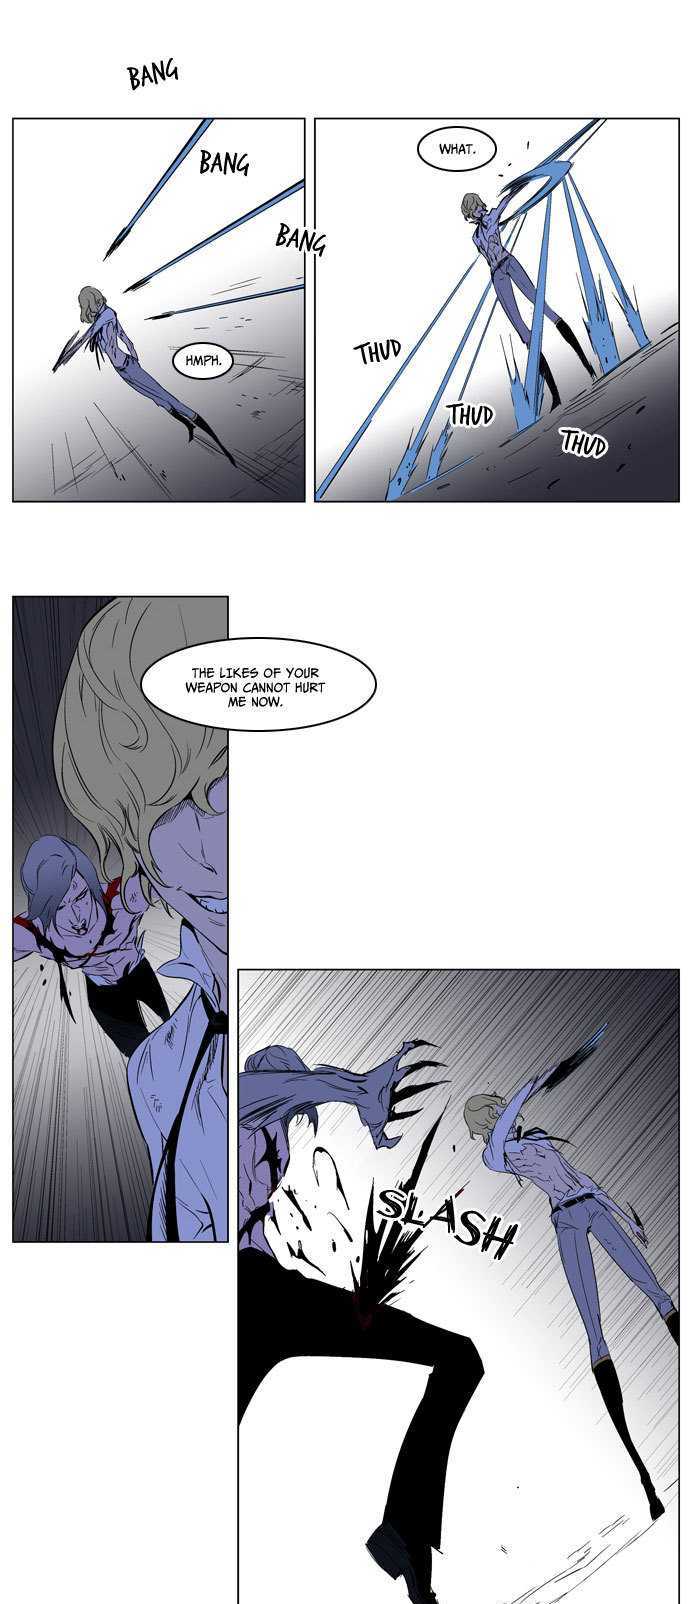 BANG
BANG
BANG
HMPH.
WHAT.
THUD
THUD
THUD
THE LIKES OF YOUR
WEAPON CANNOT HURT
ME NOW.
SLASH